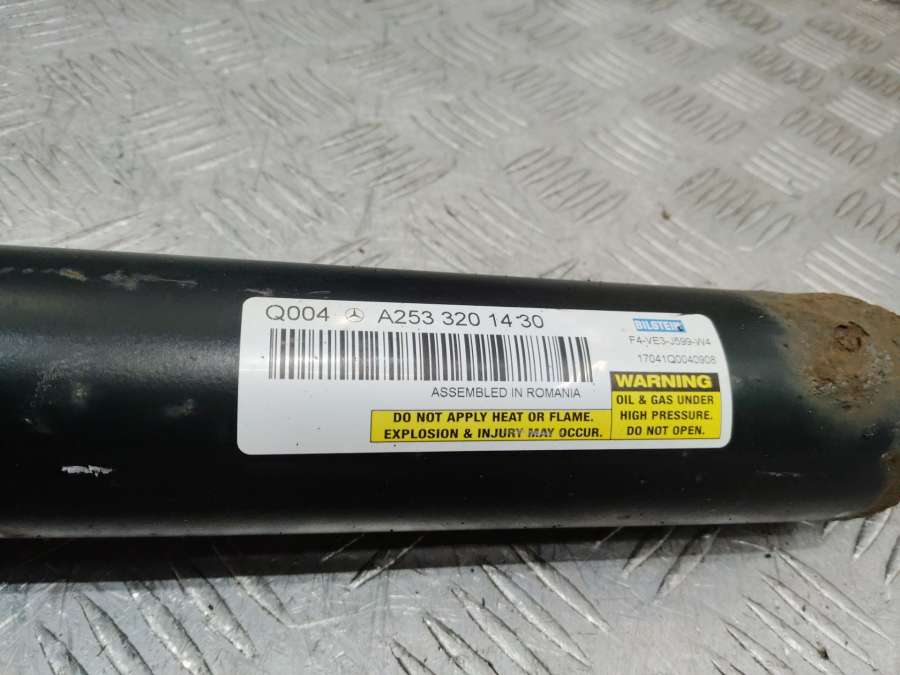 Q004 A253 320 14 30
BILSTEIN
F4-VE3-J599-W4
17041Q0040908
ASSEMBLED IN ROMANIA
WARNING
OIL & GAS UNDER
HIGH PRESSURE.
DO NOT OPEN.
DO NOT APPLY HEAT OR FLAME.
EXPLOSION & INJURY MAY OCCUR.